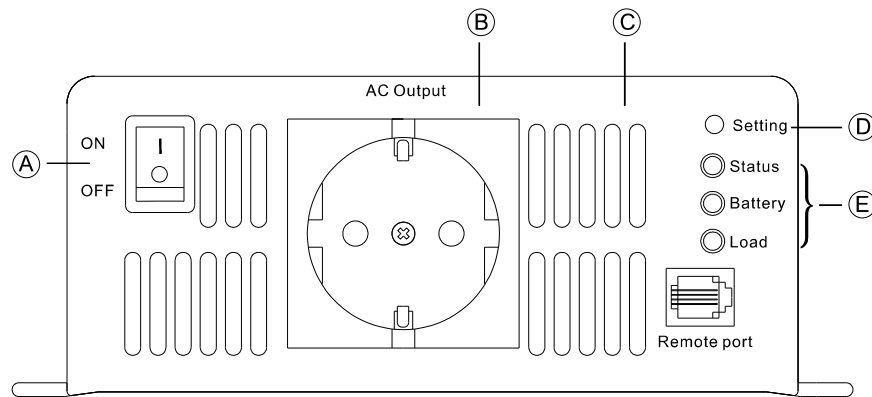 B
C
AC Output
ON
I
Setting
D
A
OFF
Status
Battery
E
Load
Remote port